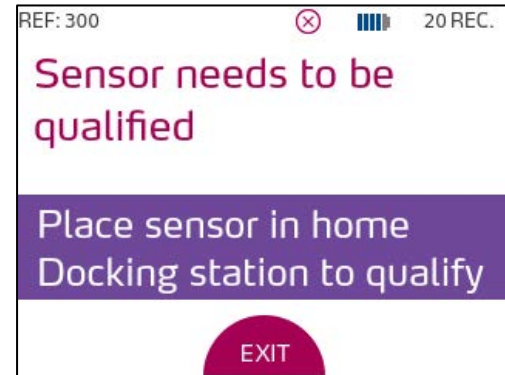 REF: 300 20 REC.
Sensor needs to be
qualified
Place sensor in home
Docking station to qualify
EXIT